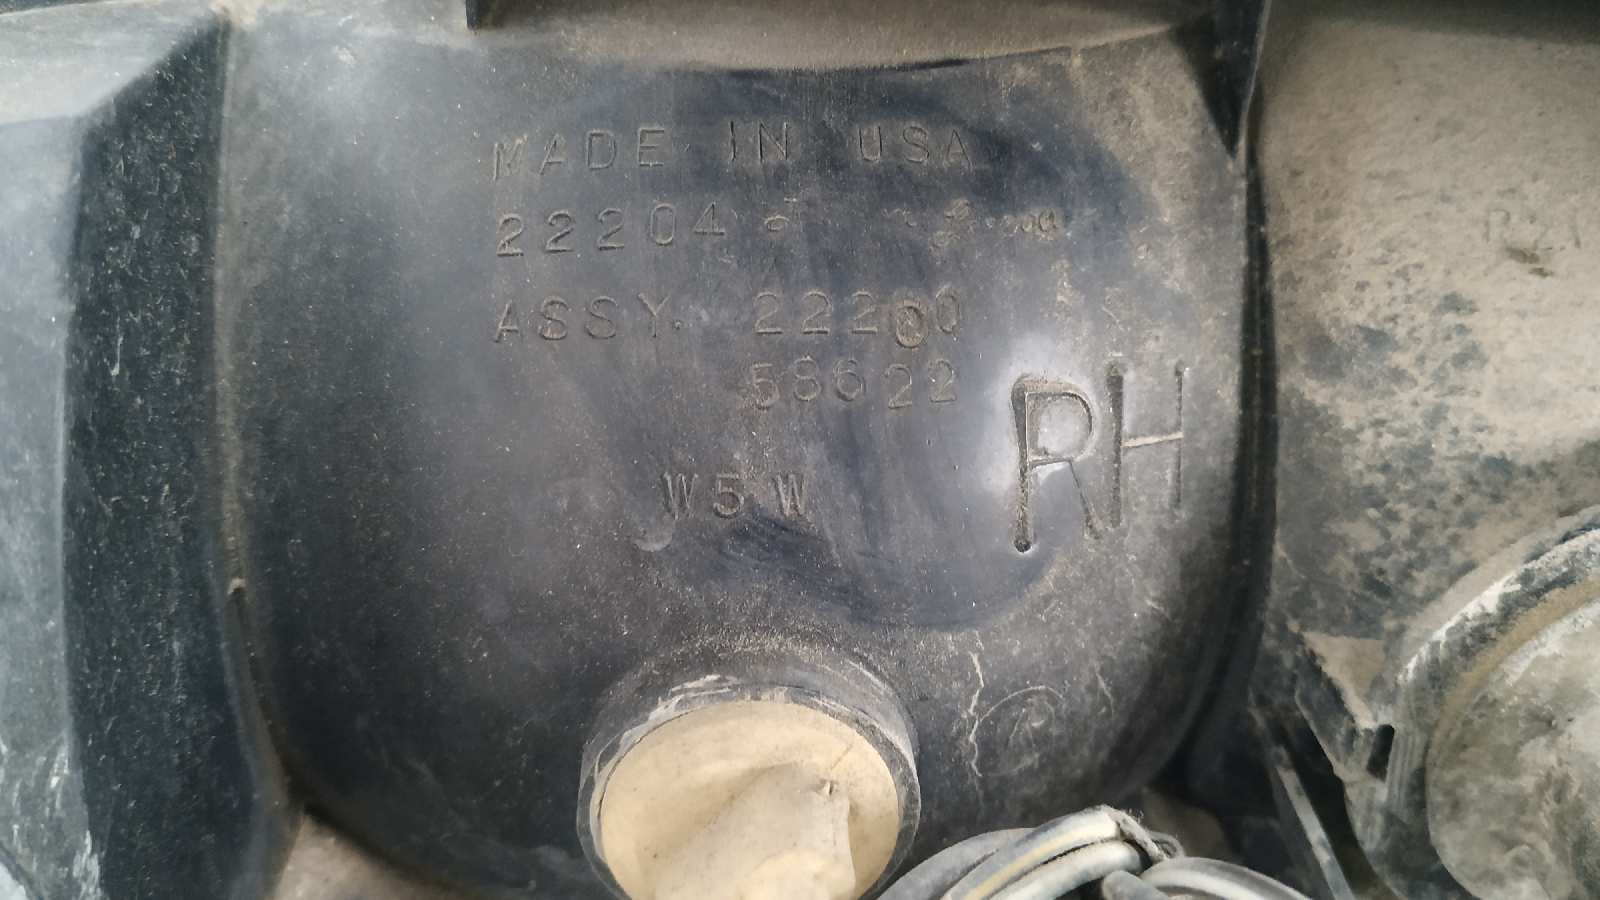 MADE IN USA
22204
ASSY. 22200
58622
RH
W5W